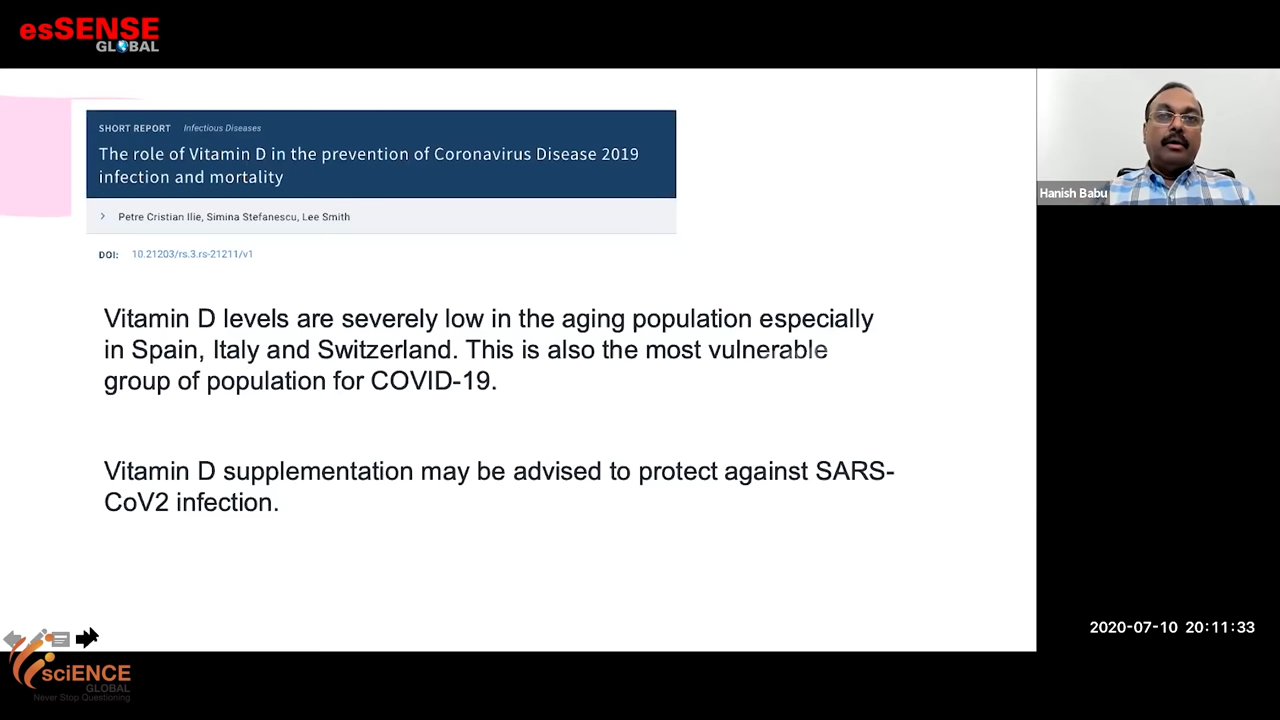 esSENSE
GLOBAL
SHORT REPORT Infectious Diseases
The role of Vitamin D in the prevention of Coronavirus Disease 2019
infection and mortality
Petre Cristian Ilie, Simina Stefanescu, Lee Smith
DOI: 10.21203/rs.3.rs-21211/v1
Hanish Babu
Vitamin D levels are severely low in the aging population especially
in Spain, Italy and Switzerland. This is also the most vulnerable
group of population for COVID-19.
Vitamin D supplementation may be advised to protect against SARS-
CoV2 infection.
2020-07-10 20:11:33
sciENCE
GLOBAL
Never Stop Questioning